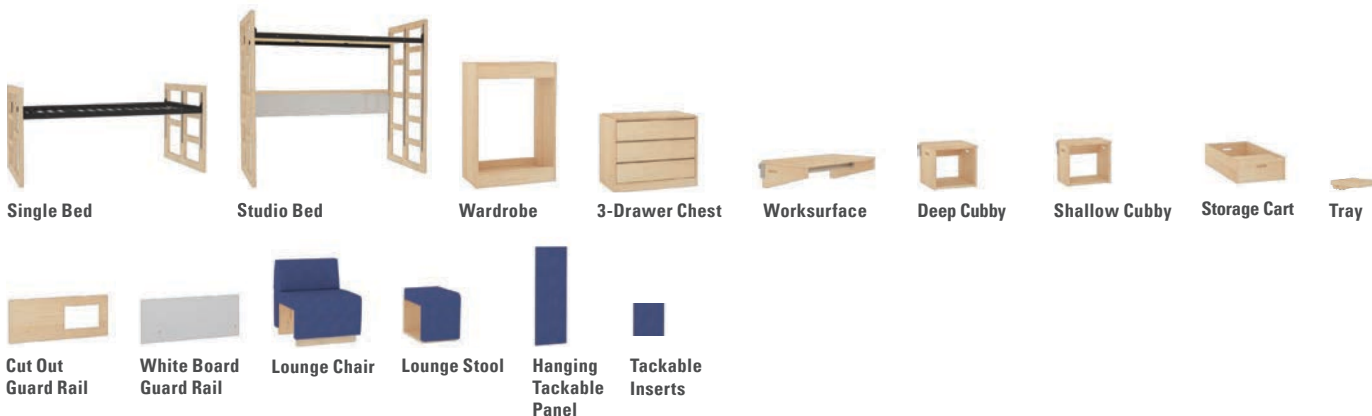 Single Bed
Studio Bed
Wardrobe
3-Drawer Chest
Worksurface
Deep Cubby
Shallow Cubby
Storage Cart
Tray
Cut Out
Guard Rail
White Board
Guard Rail
Lounge Chair
Lounge Stool
Hanging
Tackable
Panel
Tackable
Inserts